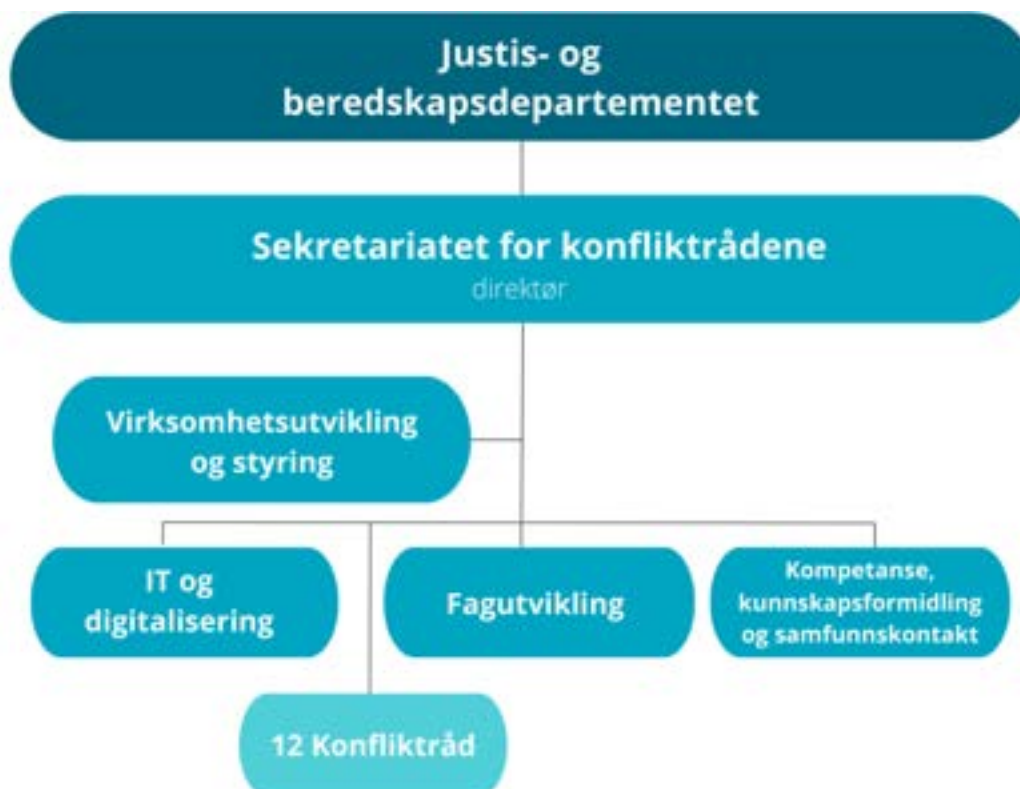 Justis- og
beredskapsdepartementet
Sekretariatet for konfliktrådene
direktør
Virksomhetsutvikling
og styring
IT og
digitalisering
Fagutvikling
Kompetanse,
kunnskapsformidling
og samfunnskontakt
12 Konfliktråd